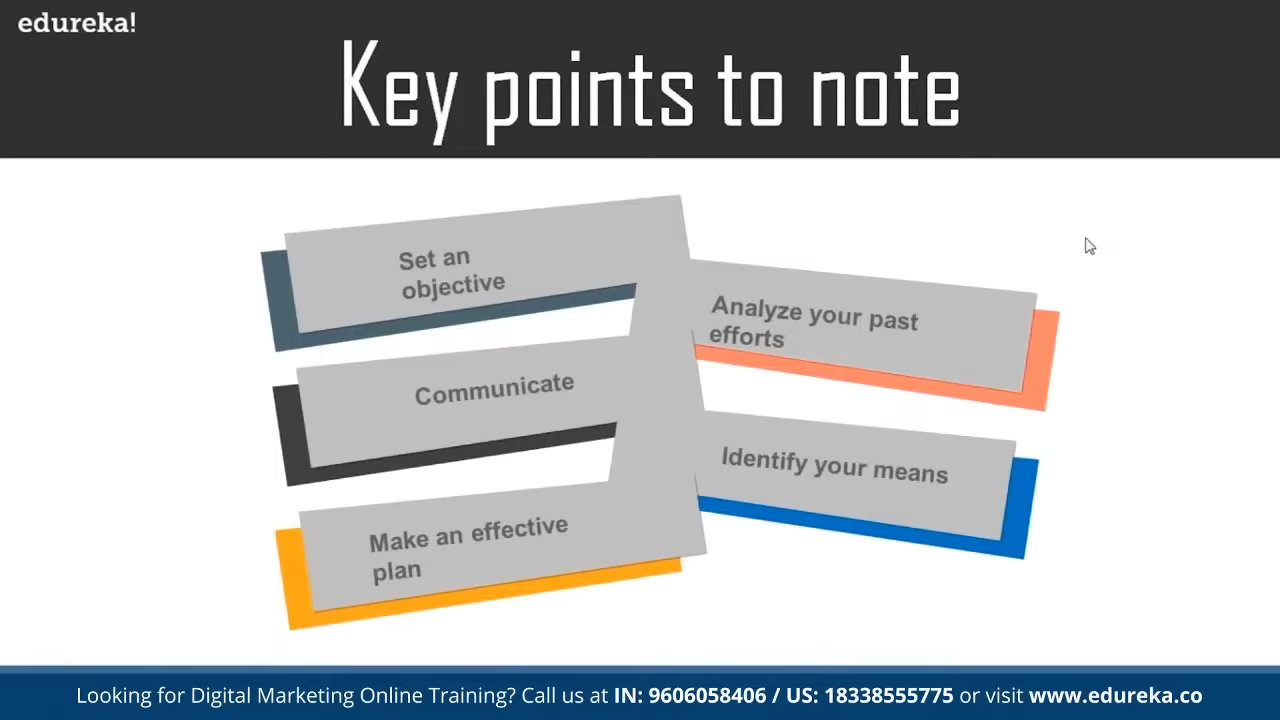 edureka!
Key points to note
Set an
objective
Analyze your past
efforts
Communicate
Identify your means
Make an effective
plan
Looking for Digital Marketing Online Training? Call us at IN: 9606058406 / US: 18338555775 or visit www.edureka.co